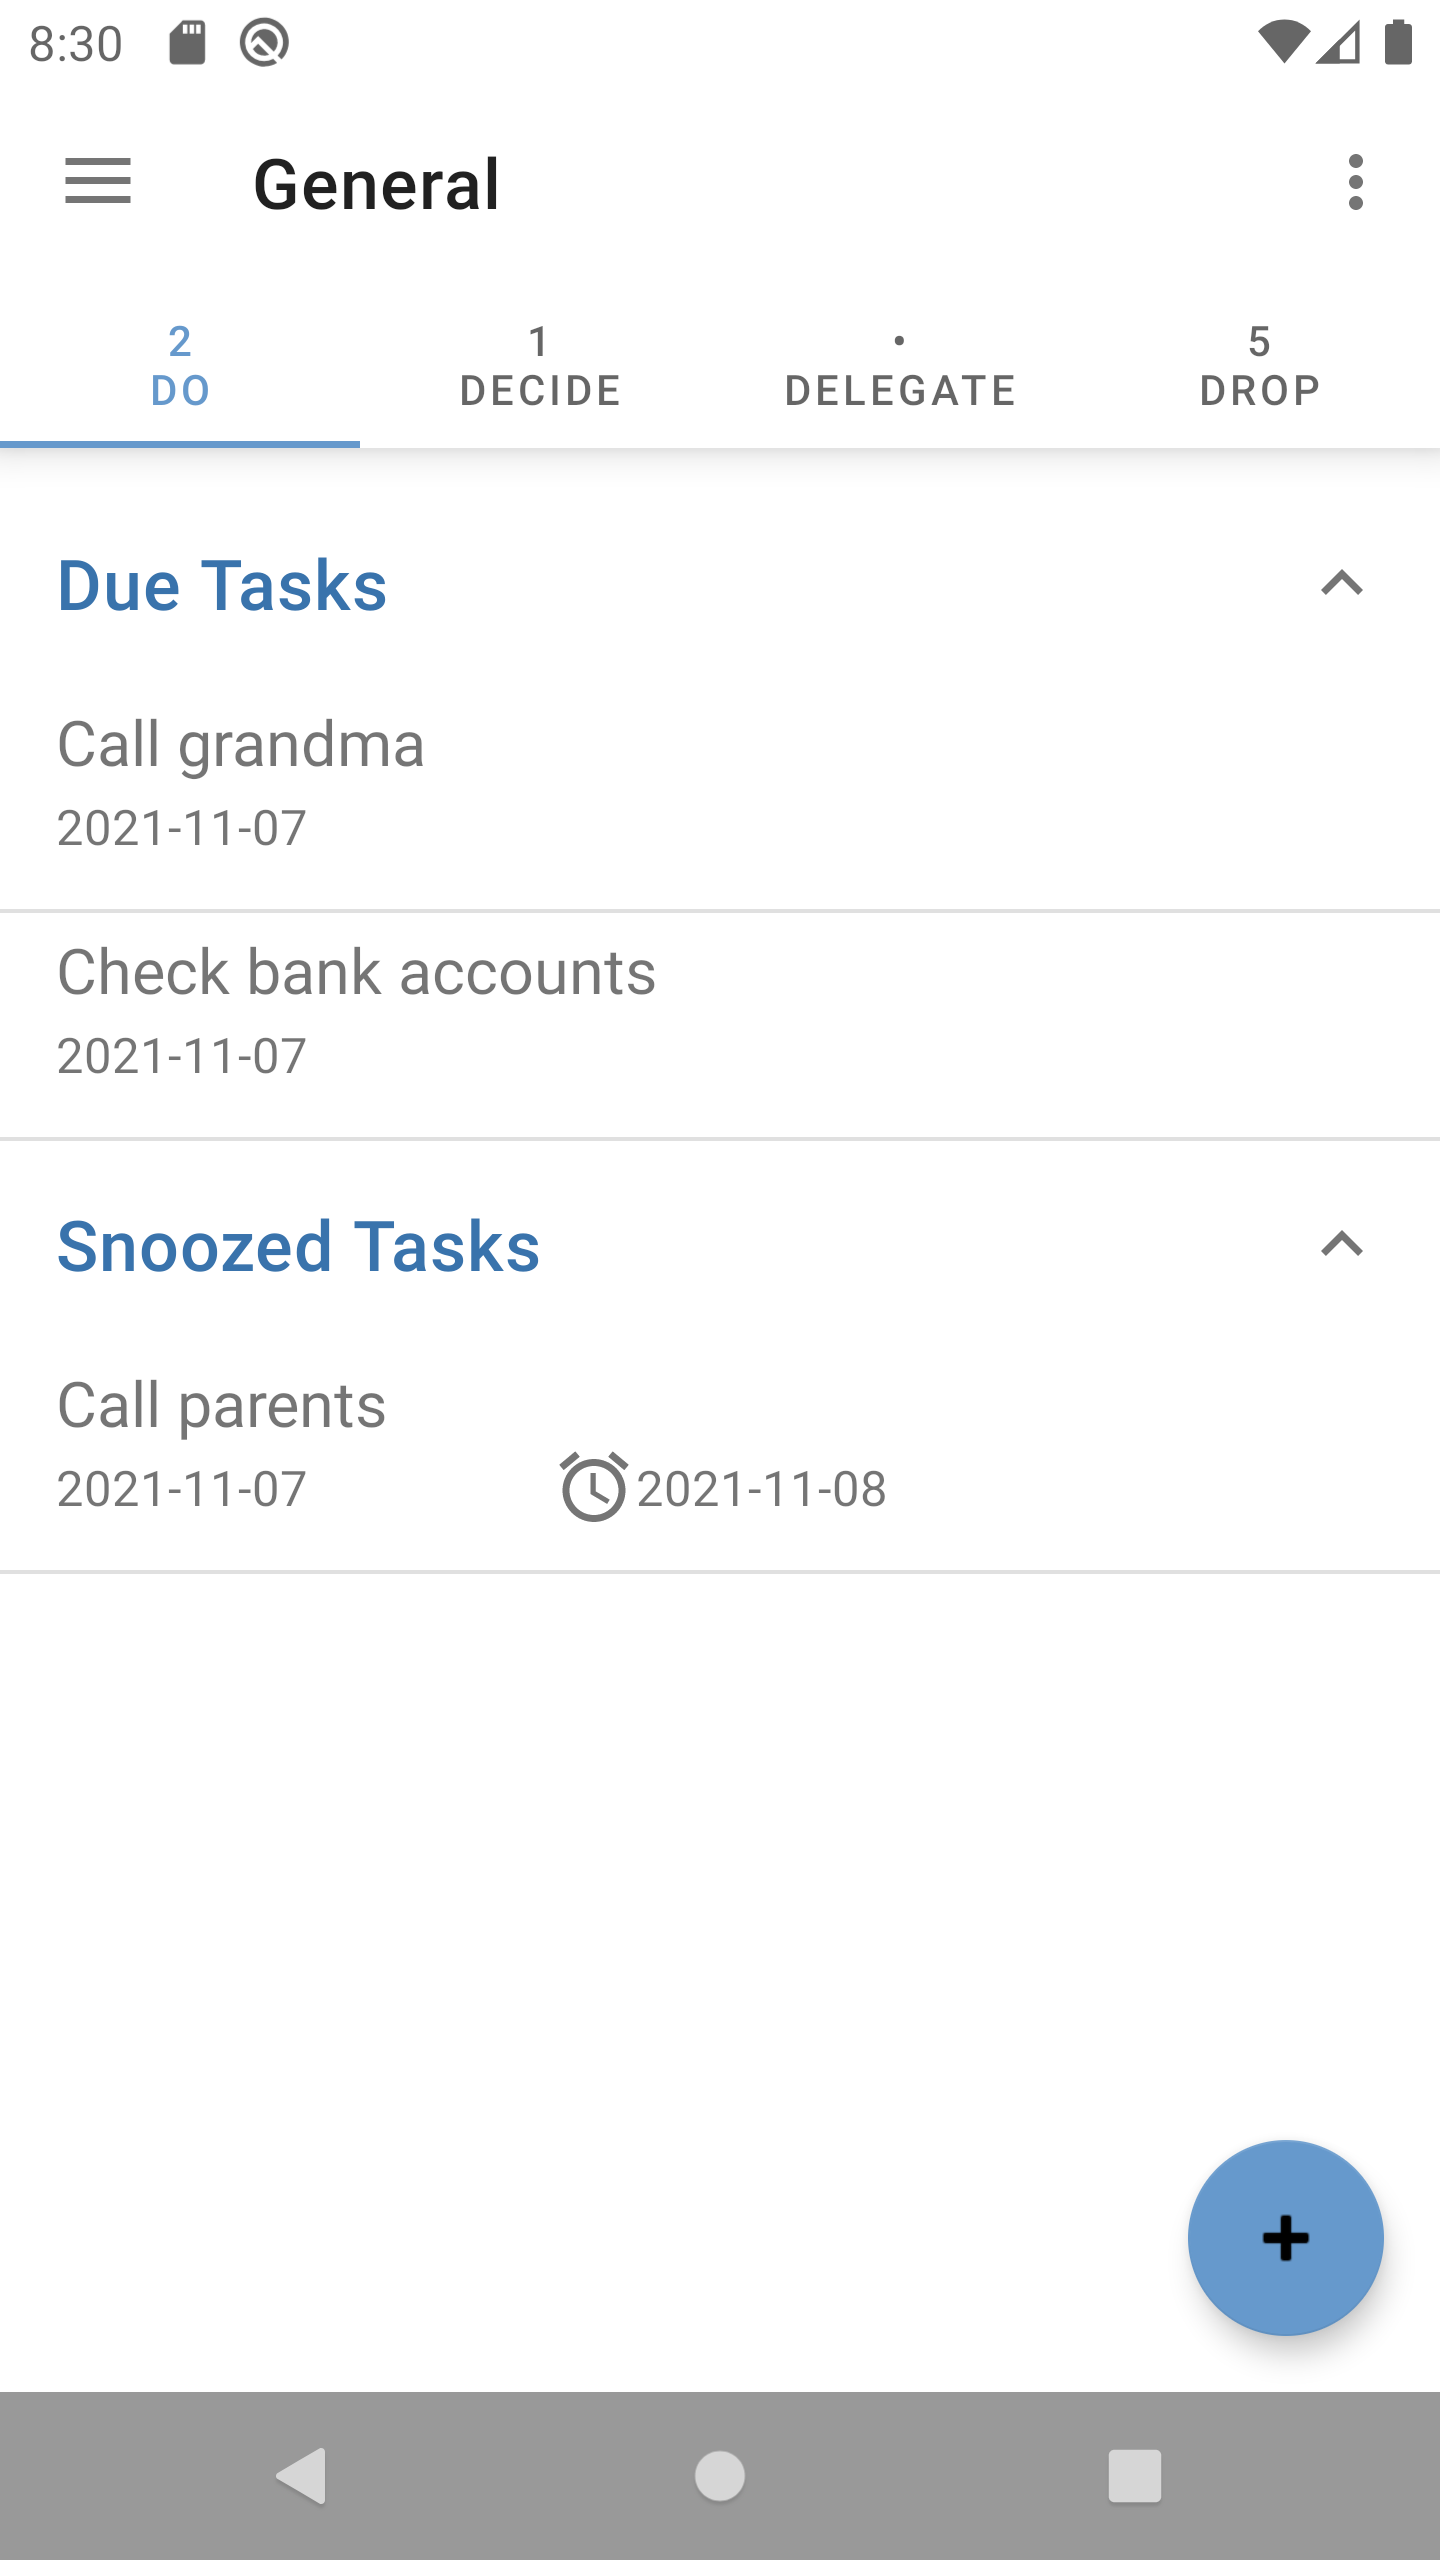 8:30
General
2 1 • 5
DO DECIDE DELEGATE DROP
Due Tasks
Call grandma
2021-11-07
Check bank accounts
2021-11-07
Snoozed Tasks
Call parents
2021-11-07 2021-11-08